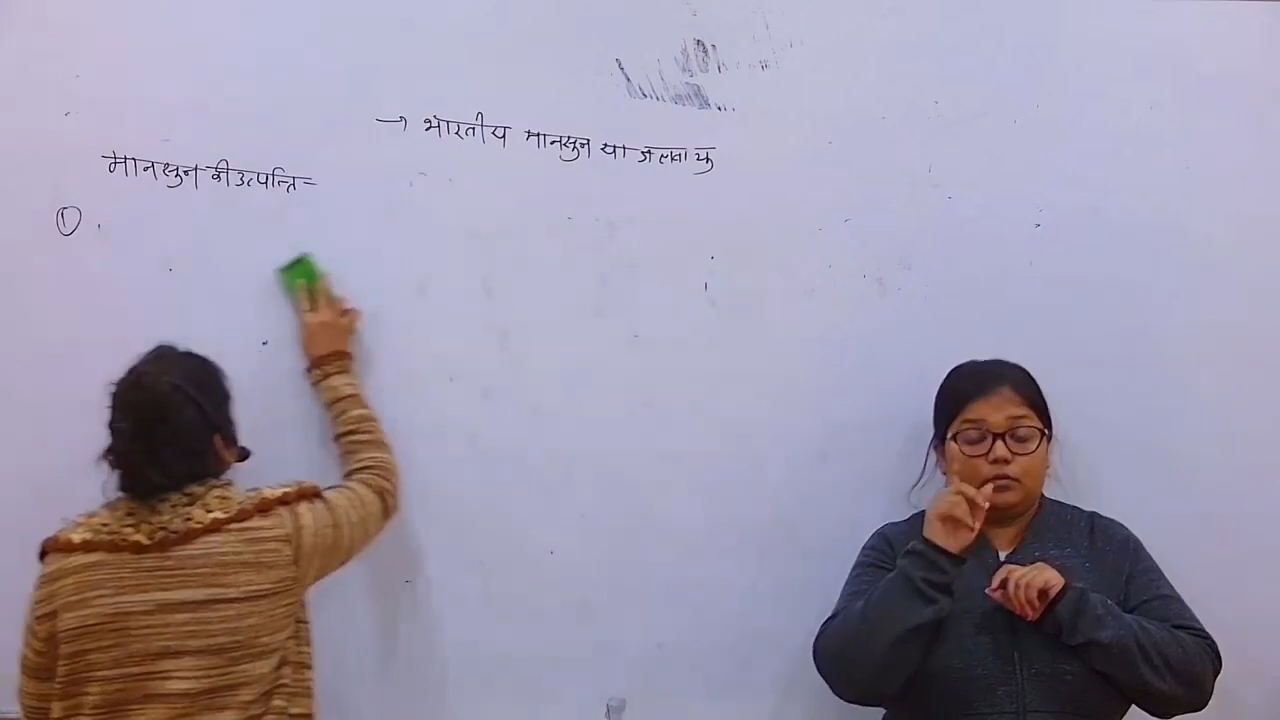 → भारतीय मानसुन या जलवायु
मानसुन की उत्पत्ति-
① .